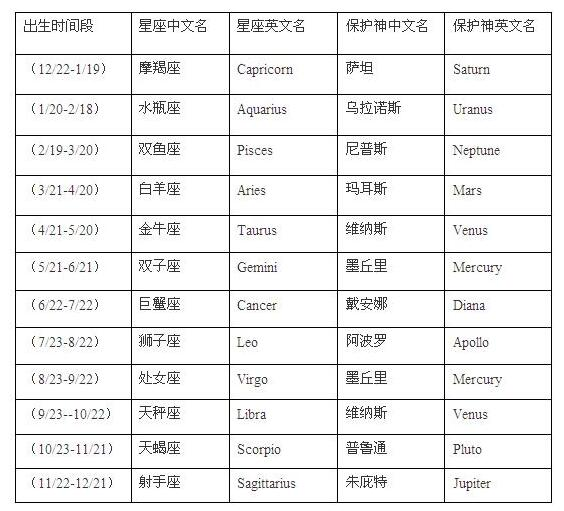 出生时间段 星座中文名 星座英文名 保护神中文名 保护神英文名
（12/22-1/19） 摩羯座 Capricorn 萨坦 Saturn
（1/20-2/18） 水瓶座 Aquarius 乌拉诺斯 Uranus
（2/19-3/20） 双鱼座 Pisces 尼普斯 Neptune
（3/21-4/20） 白羊座 Aries 玛耳斯 Mars
（4/21-5/20） 金牛座 Taurus 维纳斯 Venus
（5/21-6/21） 双子座 Gemini 墨丘里 Mercury
（6/22-7/22） 巨蟹座 Cancer 戴安娜 Diana
（7/23-8/22） 狮子座 Leo 阿波罗 Apollo
（8/23-9/22） 处女座 Virgo 墨丘里 Mercury
（9/23--10/22） 天秤座 Libra 维纳斯 Venus
（10/23-11/21） 天蝎座 Scorpio 普鲁通 Pluto
（11/22-12/21） 射手座 Sagittarius 朱庇特 Jupiter